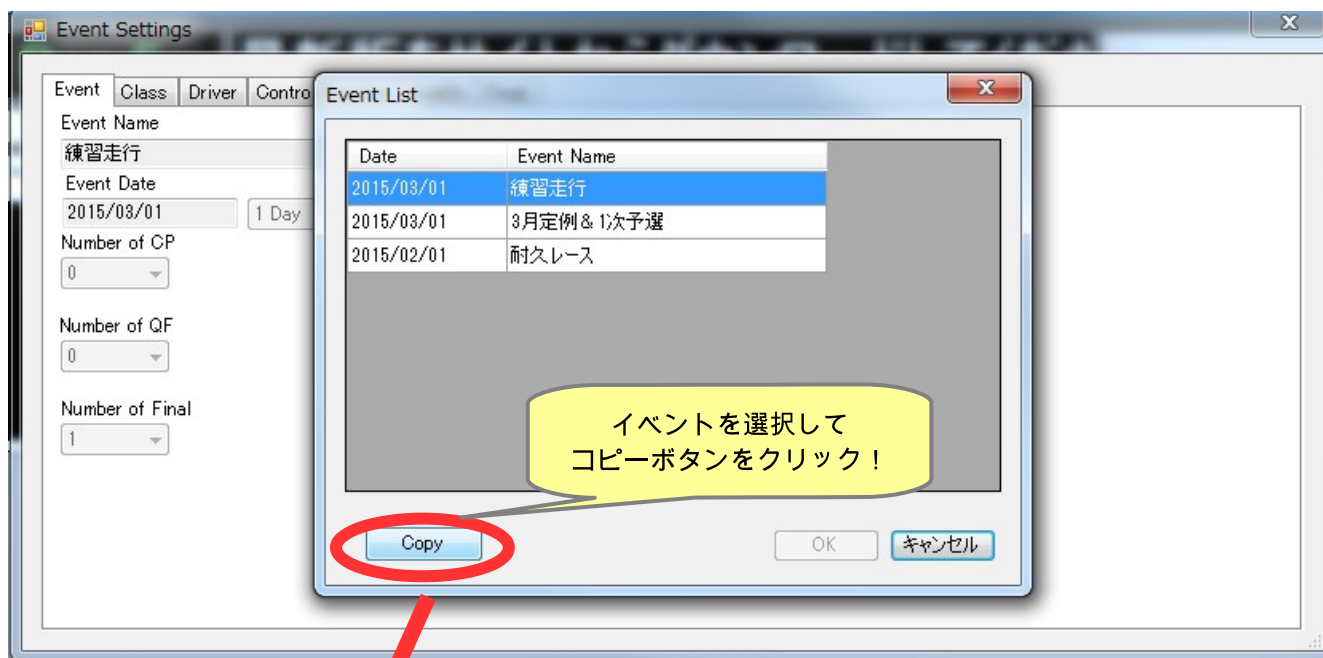 Event Settings
Event Class Driver Contro
Event Name
練習走行
Event Date
2015/03/01 1 Day
Number of CP
0
Number of QF
0
Number of Final
1
Event List
Date Event Name
2015/03/01 練習走行
2015/03/01 3月定例&1次予選
2015/02/01 耐久レース
イベントを選択して
コピーボタンをクリック!
Copy OK キャンセル